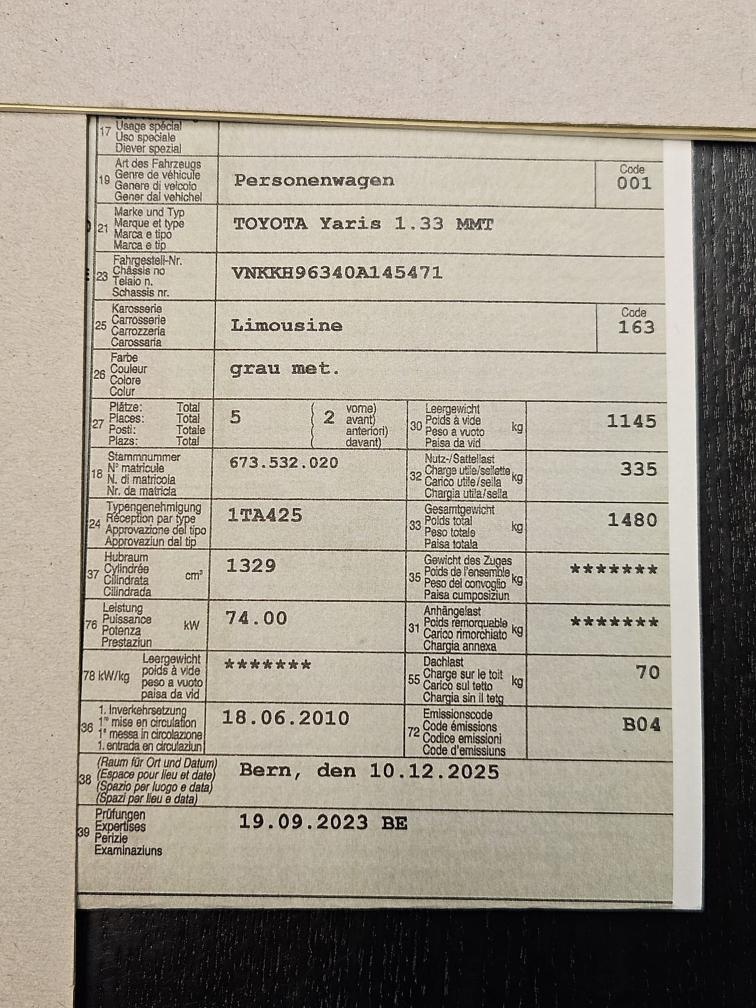 17 Usage spécial
Uso speciale
Diever spezial
19 Art des Fahrzeugs
Genre de véhicule
Genere di veicolo
Gener dal vehichel
Personenwagen
Code
001
21 Marke und Typ
Marque et type
Marca e tipo
Marca e tip
TOYOTA Yaris 1.33 MMT
23 Fahrgestell-Nr.
Châssis no
Telaio n.
Schassis nr.
VNKKH96340A145471
25 Karosserie
Carrosserie
Carrozzeria
Carossaria
Limousine
Code
163
26 Farbe
Couleur
Colore
Colur
grau met.
27 Plätze: Total
Places: Total
Posti: Totale
Plazs: Total
5 ( 2 vorne)
avant)
anteriori)
davant)
30 Leergewicht
Poids à vide
Peso a vuoto
Paisa da vid
kg
1145
18 Stammnummer
N° matricule
N. di matricola
Nr. da matricla
673.532.020
32 Nutz-/Sattellast
Charge utile/sellette
Carico utile/sella
Chargia utila/sella
kg
335
24 Typengenehmigung
Réception par type
Approvazione del tipo
Approvaziun dal tip
1TA425
33 Gesamtgewicht
Poids total
Peso totale
Paisa totala
kg
1480
37 Hubraum
Cylindrée
Cilindrata
Cilindrada
cm³
1329
35 Gewicht des Zuges
Poids de l'ensemble
Peso del convoglio
Paisa cumposiziun
kg
*******
76 Leistung
Puissance
Potenza
Prestaziun
kW
74.00
31 Anhängelast
Poids remorquable
Carico rimorchiato
Chargia annexa
kg
*******
78 kW/kg Leergewicht
poids à vide
peso a vuoto
paisa da vid
*******
55 Dachlast
Charge sur le toit
Carico sul tetto
Chargia sin il tetg
kg
70
36 1. Inverkehrsetzung
1re mise en circulation
1a messa in circolazione
1. entrada en circulaziun
18.06.2010
72 Emissionscode
Code émissions
Codice emissioni
Code d'emissiuns
B04
38 (Raum für Ort und Datum)
(Espace pour lieu et date)
(Spazio per luogo e data)
(Spazi per lieu e data)
Bern, den 10.12.2025
39 Prüfungen
Expertises
Perizie
Examinaziuns
19.09.2023 BE